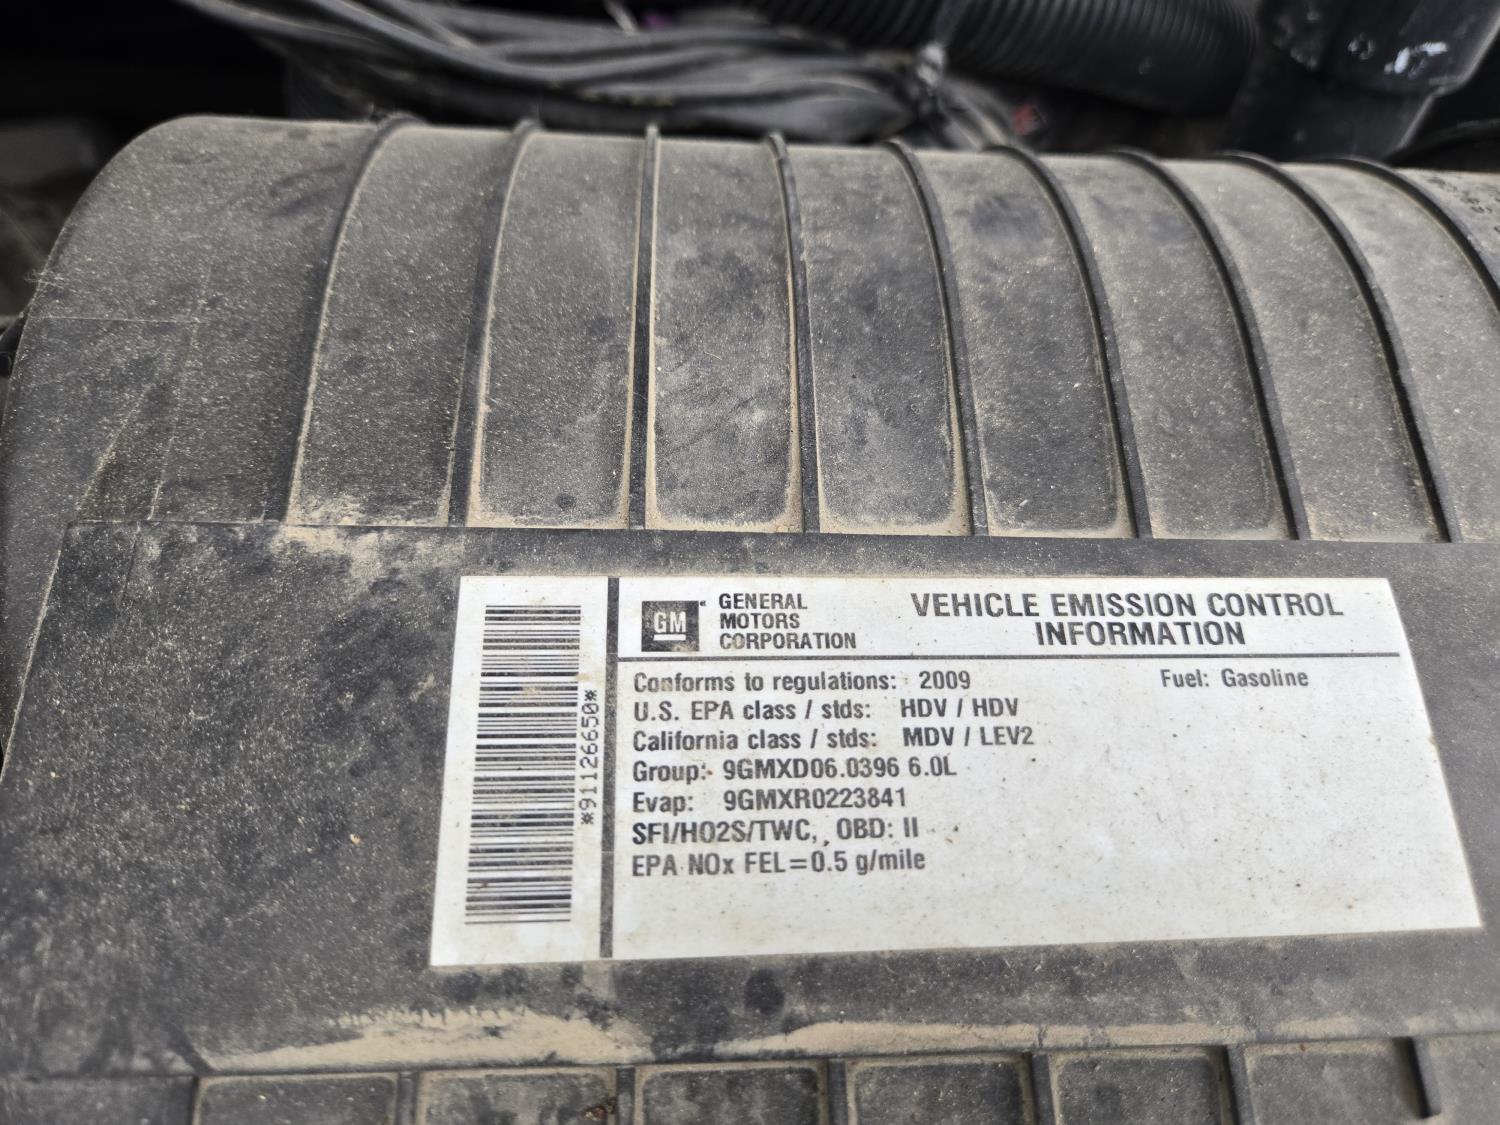 GM
GENERAL
MOTORS
CORPORATION
VEHICLE EMISSION CONTROL
INFORMATION
Conforms to regulations: 2009 Fuel: Gasoline
U.S. EPA class / stds: HDV / HDV
California class / stds: MDV / LEV2
Group: 9GMXD06.0396 6.0L
Evap: 9GMXR0223841
SFI/HO2S/TWC, OBD: II
EPA NOx FEL=0.5 g/mile
*91126650*